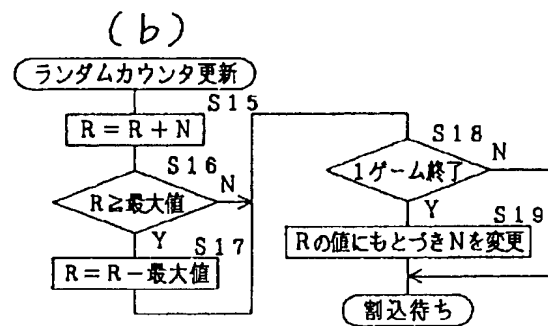 (b)
ランダムカウンタ更新
S15
R=R+N
S16
R≧最大値
N
Y
S17
R=R-最大値
S18
1ゲーム終了
N
Y
S19
Rの値にもとづきNを変更
割込待ち